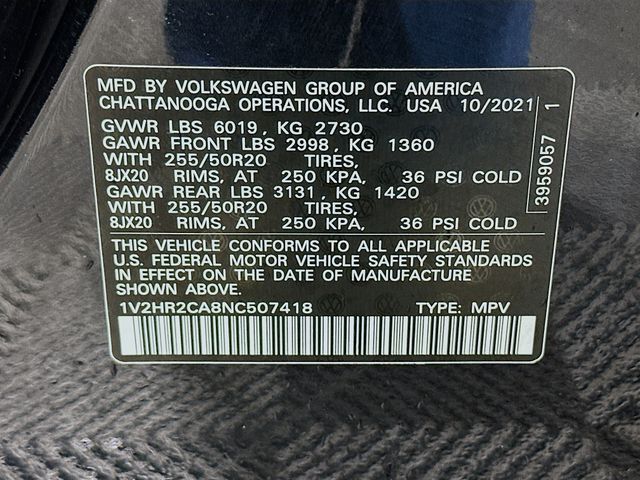 MFD BY VOLKSWAGEN GROUP OF AMERICA
CHATTANOOGA OPERATIONS, LLC. USA 10/2021
GVWR LBS 6019, KG 2730
GAWR FRONT LBS 2998, KG 1360
WITH 255/50R20 TIRES,
8JX20 RIMS, AT 250 KPA, 36 PSI COLD
GAWR REAR LBS 3131, KG 1420
WITH 255/50R20 TIRES,
8JX20 RIMS, AT 250 KPA, 36 PSI COLD
THIS VEHICLE CONFORMS TO ALL APPLICABLE
U.S. FEDERAL MOTOR VEHICLE SAFETY STANDARDS
IN EFFECT ON THE DATE OF MANUFACTURE
SHOWN ABOVE.
1V2HR2CA8NC507418 TYPE: MPV
3959057 1